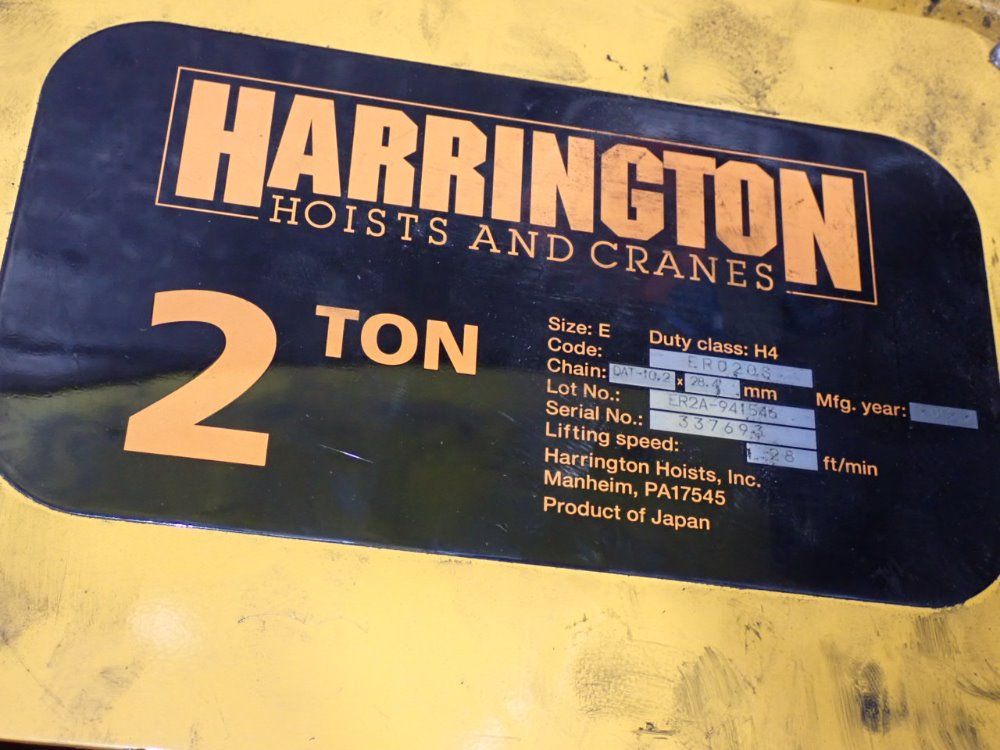 HARRINGTON
HOISTS AND CRANES
2 TON
Size: E Duty class: H4
Code: ER020S
Chain: OAT-10.2 x 28.4 mm Mfg. year:
Lot No.: ER2A-941546
Serial No.: 337693
Lifting speed: 28 ft/min
Harrington Hoists, Inc.
Manheim, PA17545
Product of Japan